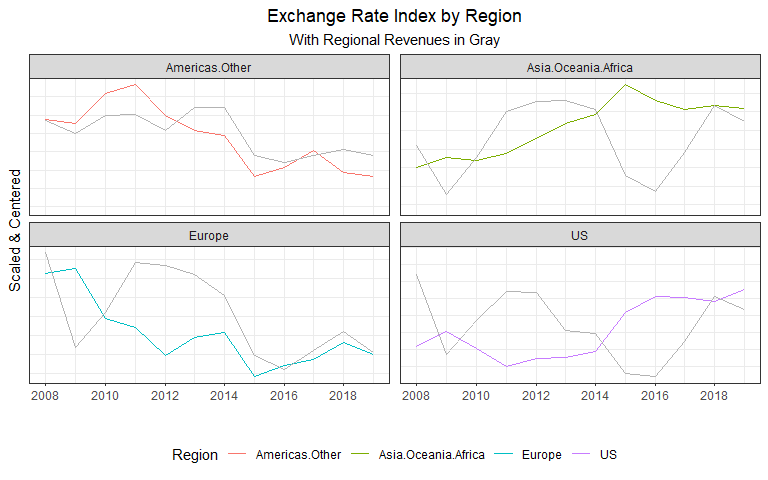 Exchange Rate Index by Region
With Regional Revenues in Gray
Americas.Other
Asia.Oceania.Africa
Scaled & Centered
Europe
US
2008 2010 2012 2014 2016 2018
2008 2010 2012 2014 2016 2018
Region Americas.Other Asia.Oceania.Africa Europe US